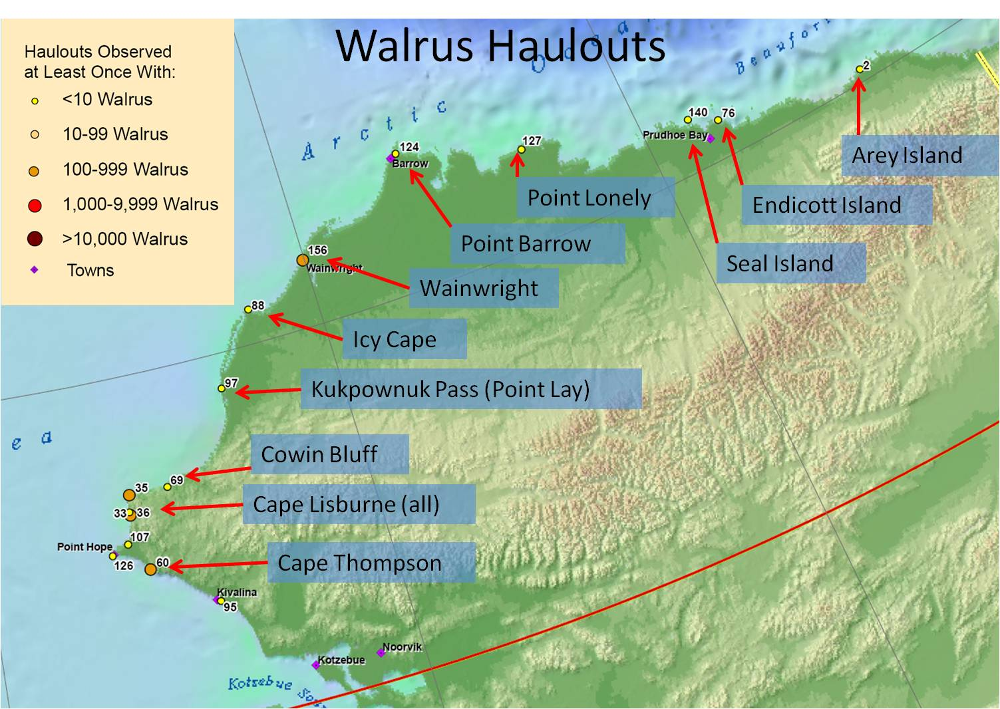 Walrus Haulouts
Haulouts Observed
at Least Once With:
<10 Walrus
10-99 Walrus
100-999 Walrus
1,000-9,999 Walrus
>10,000 Walrus
Towns
Arctic Ocean
Beaufort
2
Arey Island
140
76
Prudhoe Bay
Endicott Island
Seal Island
127
Point Lonely
124
Barrow
Point Barrow
156
Wainwright
Wainwright
88
Icy Cape
97
Kukpownuk Pass (Point Lay)
ea
Cowin Bluff
69
35
Cape Lisburne (all)
33
36
107
Point Hope
126
60
Cape Thompson
Kivalina
95
Noorvik
Kotzebue
Kotzebue Sou